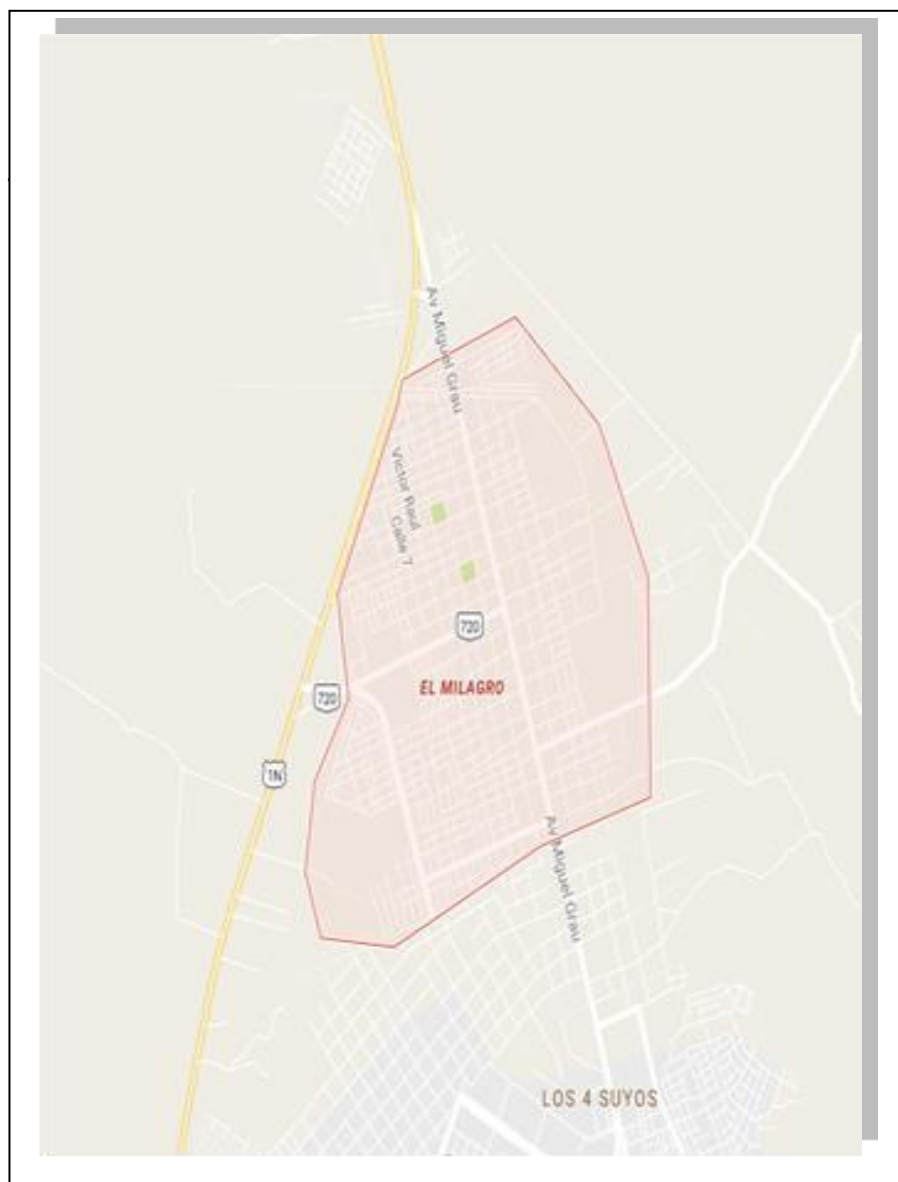 Av Miguel Grau
Victor Raul
Calle 7
720
EL MILAGRO
720
1N
Av Miguel Grau
LOS 4 SUYOS